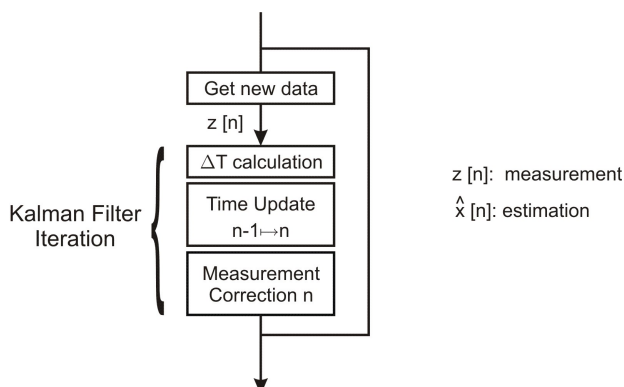 Get new data
z [n]
ΔT calculation
Time Update
n-1↦n
Measurement
Correction n
Kalman Filter
Iteration
z [n]: measurement
x̂ [n]: estimation